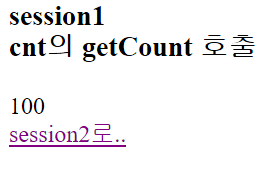 session1
cnt의 getCount 호출
100
session2로..